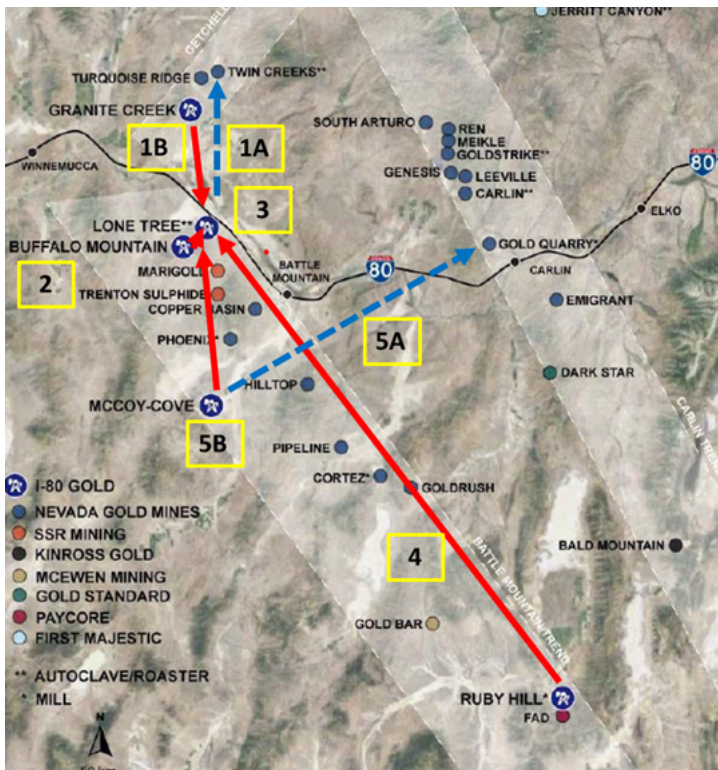 JERRITT CANYON**
GETCHELL
TURQUOISE RIDGE
TWIN CREEKS**
GRANITE CREEK
1B
1A
SOUTH ARTURO
REN
MEIKLE
GOLDSTRIKE**
GENESIS
LEEVILLE
CARLIN**
WINNEMUCCA
80
3
LONE TREE**
ELKO
BUFFALO MOUNTAIN
GOLD QUARRY*
2
MARIGOLD
BATTLE
MOUNTAIN
80
CARLIN
TRENTON SULPHIDE
COPPER BASIN
EMIGRANT
PHOENIX*
5A
HILLTOP
DARK STAR
MCCOY-COVE
CARLIN TREND
5B
PIPELINE
CORTEZ*
GOLDRUSH
i-80 GOLD
NEVADA GOLD MINES
SSR MINING
KINROSS GOLD
MCEWEN MINING
GOLD STANDARD
PAYCORE
FIRST MAJESTIC
** AUTOCLAVE/ROASTER
* MILL
N
4
BATTLE MOUNTAIN TREND
BALD MOUNTAIN
GOLD BAR
RUBY HILL*
FAD